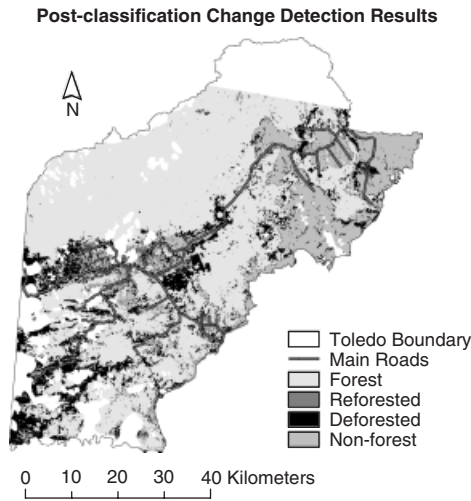 Post-classification Change Detection Results
N
Toledo Boundary
Main Roads
Forest
Reforested
Deforested
Non-forest
0 10 20 40 Kilometers